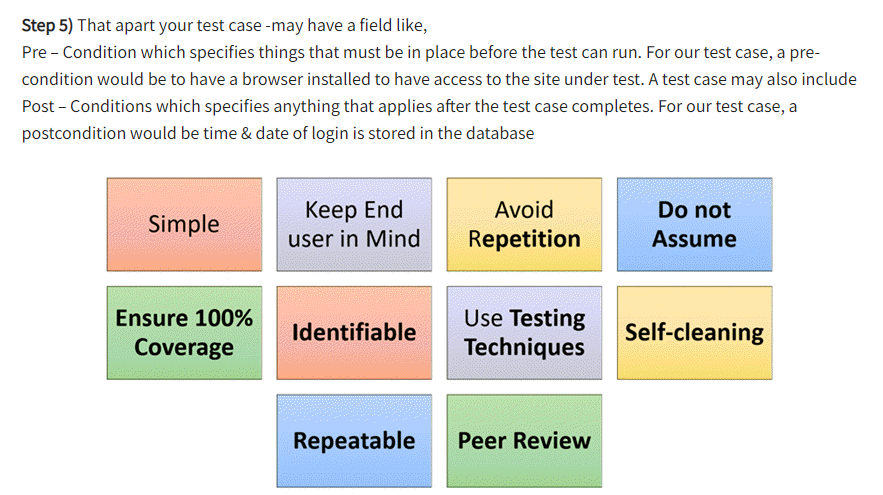 Step 5) That apart your test case -may have a field like,
Pre – Condition which specifies things that must be in place before the test can run. For our test case, a pre-
condition would be to have a browser installed to have access to the site under test. A test case may also include
Post – Conditions which specifies anything that applies after the test case completes. For our test case, a
postcondition would be time & date of login is stored in the database
Simple
Keep End
user in Mind
Avoid
Repetition
Do not
Assume
Ensure 100%
Coverage
Identifiable
Use Testing
Techniques
Self-cleaning
Repeatable
Peer Review